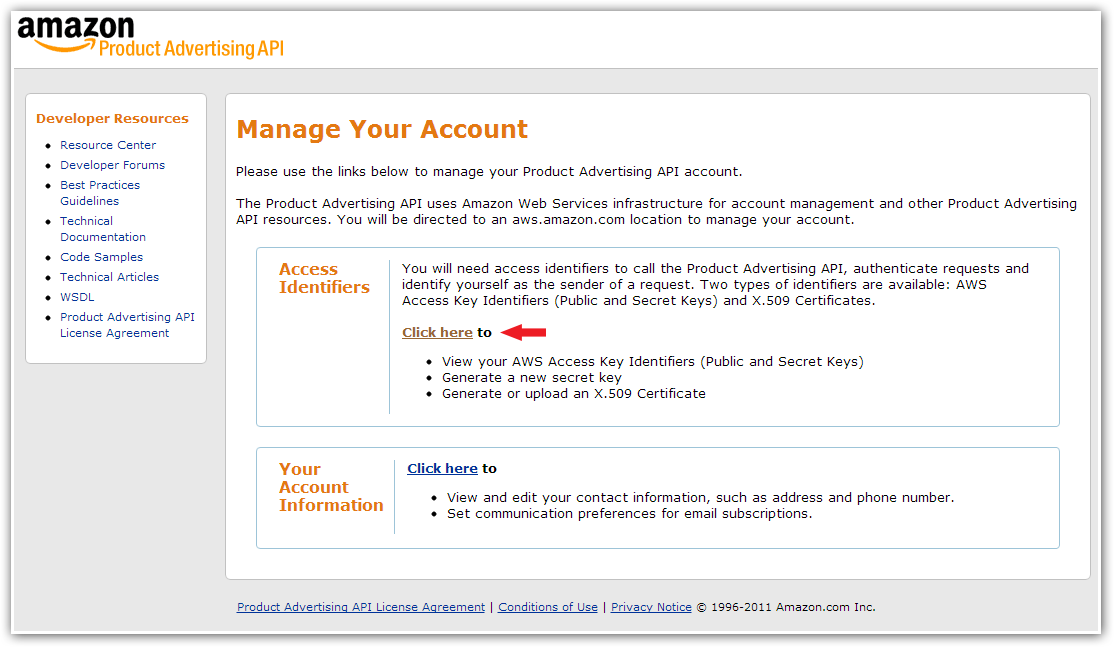 amazon
Product Advertising API
Developer Resources
Resource Center
Developer Forums
Best Practices
Guidelines
Technical
Documentation
Code Samples
Technical Articles
WSDL
Product Advertising API
License Agreement
Manage Your Account
Please use the links below to manage your Product Advertising API account.
The Product Advertising API uses Amazon Web Services infrastructure for account management and other Product Advertising
API resources. You will be directed to an aws.amazon.com location to manage your account.
Access
Identifiers
You will need access identifiers to call the Product Advertising API, authenticate requests and
identify yourself as the sender of a request. Two types of identifiers are available: AWS
Access Key Identifiers (Public and Secret Keys) and X.509 Certificates.
Click here to
View your AWS Access Key Identifiers (Public and Secret Keys)
Generate a new secret key
Generate or upload an X.509 Certificate
Your
Account
Information
Click here to
View and edit your contact information, such as address and phone number.
Set communication preferences for email subscriptions.
Product Advertising API License Agreement | Conditions of Use | Privacy Notice © 1996-2011 Amazon.com Inc.